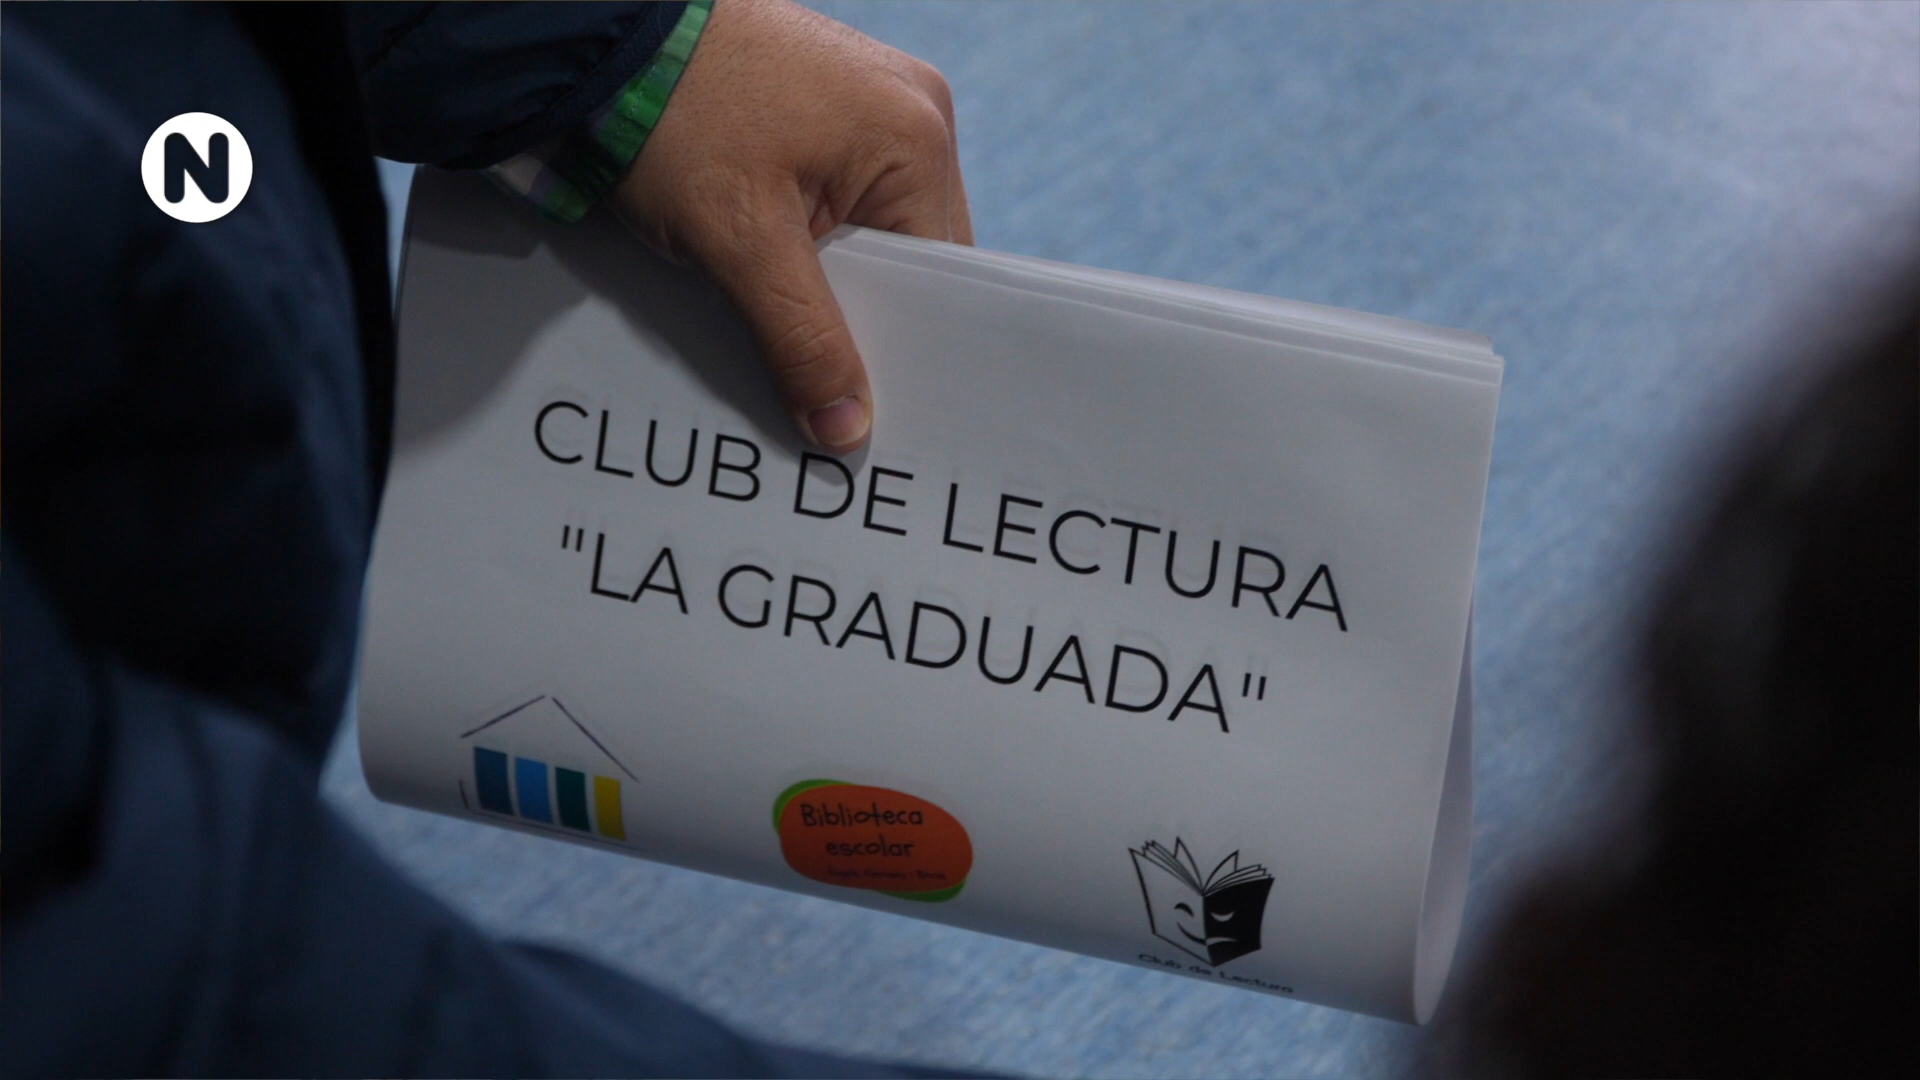 N
CLUB DE LECTURA
"LA GRADUADA"
Biblioteca
escolar
Club de Lectura